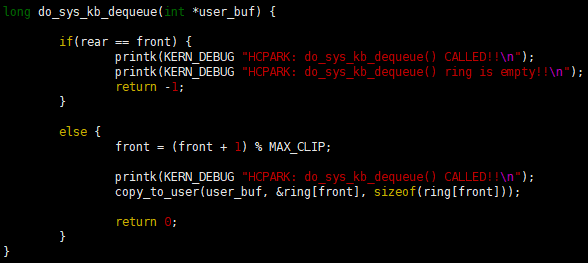 long do_sys_kb_dequeue(int *user_buf) {

        if(rear == front) {
                printk(KERN_DEBUG "HCPARK: do_sys_kb_dequeue() CALLED!!\n");
                printk(KERN_DEBUG "HCPARK: do_sys_kb_dequeue() ring is empty!!\n");
                return -1;
        }

        else {
                front = (front + 1) % MAX_CLIP;

                printk(KERN_DEBUG "HCPARK: do_sys_kb_dequeue() CALLED!!\n");
                copy_to_user(user_buf, &ring[front], sizeof(ring[front]));

                return 0;
        }
}